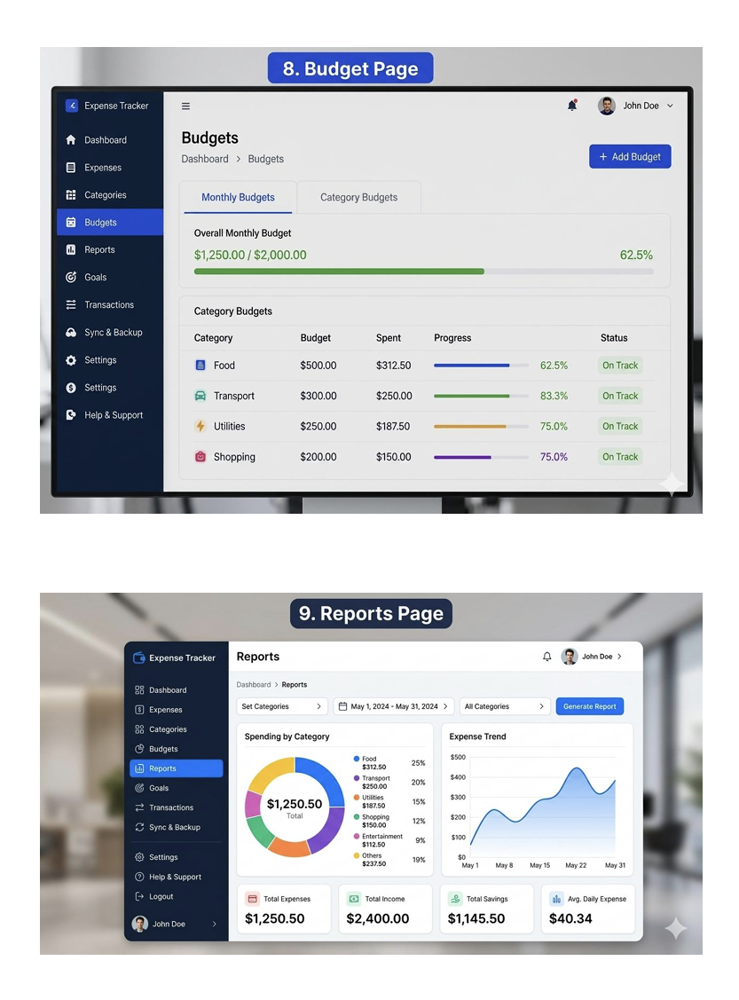 8. Budget Page
Expense Tracker
John Doe
Dashboard
Expenses
Categories
Budgets
Reports
Goals
Transactions
Sync & Backup
Settings
Settings
Help & Support
Budgets
Dashboard > Budgets
+ Add Budget
Monthly Budgets Category Budgets
Overall Monthly Budget
$1,250.00 / $2,000.00 62.5%
Category Budgets
Category Budget Spent Progress Status
Food $500.00 $312.50 62.5% On Track
Transport $300.00 $250.00 83.3% On Track
Utilities $250.00 $187.50 75.0% On Track
Shopping $200.00 $150.00 75.0% On Track
9. Reports Page
Expense Tracker
Dashboard
Expenses
Categories
Budgets
Reports
Goals
Transactions
Sync & Backup
Settings
Help & Support
Logout
John Doe
Reports
John Doe
Dashboard > Reports
Set Categories
May 1, 2024 - May 31, 2024
All Categories
Generate Report
Spending by Category
$1,250.50
Total
Food
$312.50 25%
Transport
$250.00 20%
Utilities
$187.50 15%
Shopping
$150.00 12%
Entertainment
$112.50 9%
Others
$237.50 19%
Expense Trend
$500
$400
$300
$200
$100
$0
May 1 May 8 May 15 May 22 May 31
Total Expenses
$1,250.50
Total Income
$2,400.00
Total Savings
$1,145.50
Avg. Daily Expense
$40.34